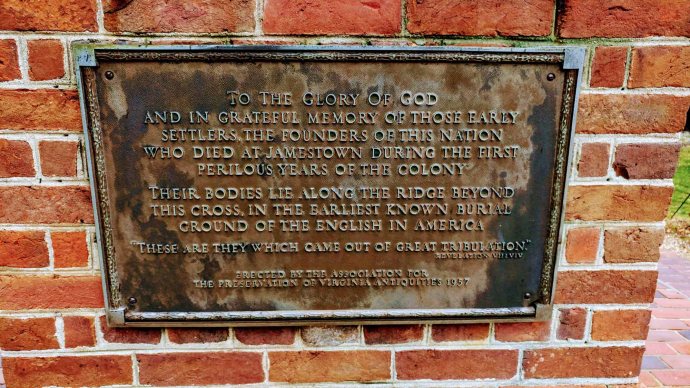 To The Glory Of God
and in grateful memory of those early
settlers, the founders of this nation
who died at Jamestown during the first
perilous years of the colony
Their bodies lie along the ridge beyond
this cross, in the earliest known burial
ground of the English in America
"These are they which came out of great tribulation."
Revelation VII:XIV
Erected by the Association for
the Preservation of Virginia Antiquities 1957